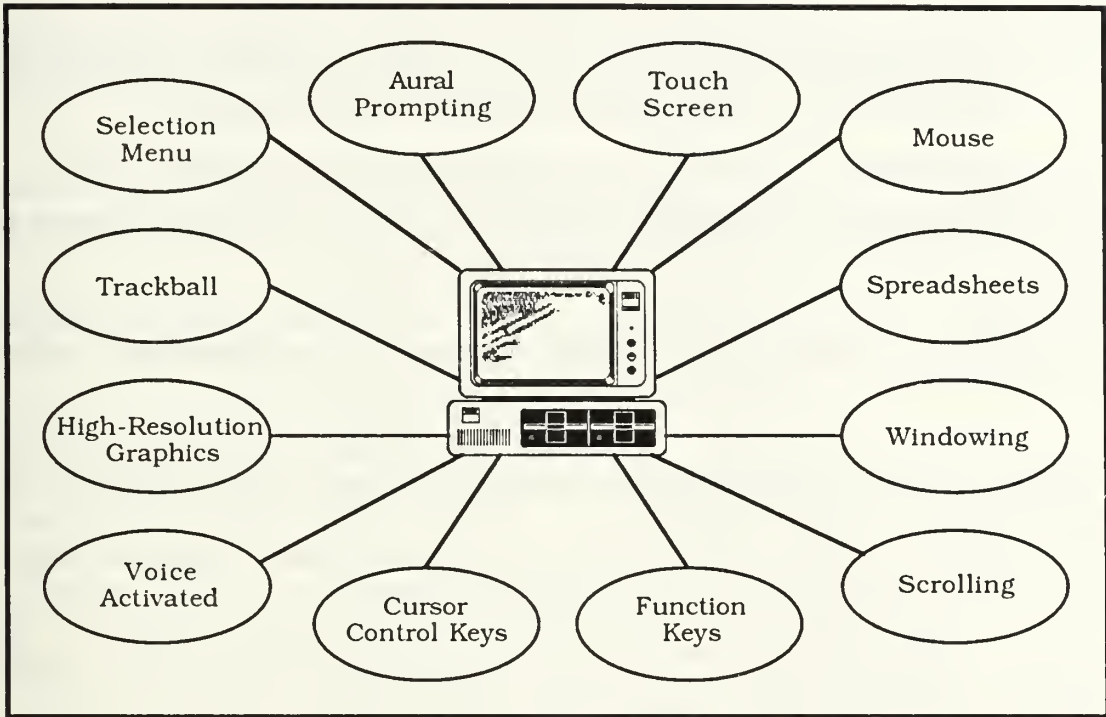 Aural
Prompting
Touch
Screen
Selection
Menu
Mouse
Trackball
Spreadsheets
High-Resolution
Graphics
Windowing
Voice
Activated
Scrolling
Cursor
Control Keys
Function
Keys